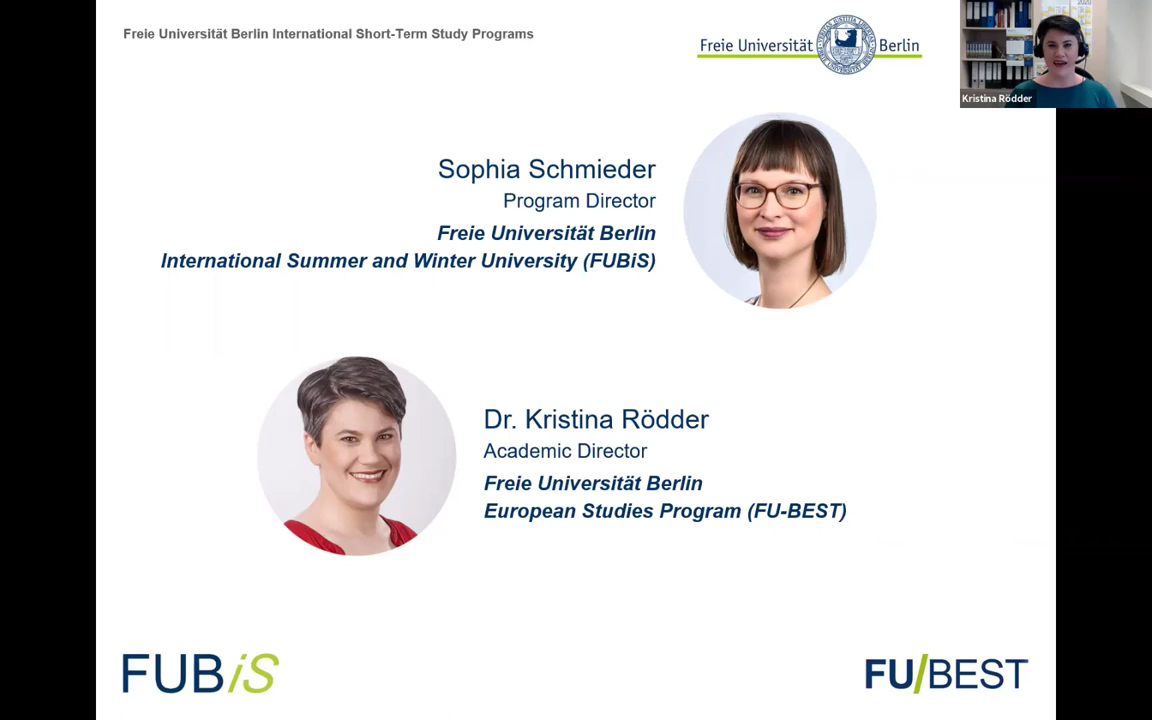 Freie Universität Berlin International Short-Term Study Programs
Freie Universität Berlin
Kristina Rödder
Sophia Schmieder
Program Director
Freie Universität Berlin
International Summer and Winter University (FUBiS)
Dr. Kristina Rödder
Academic Director
Freie Universität Berlin
European Studies Program (FU-BEST)
FUBiS
FU/BEST